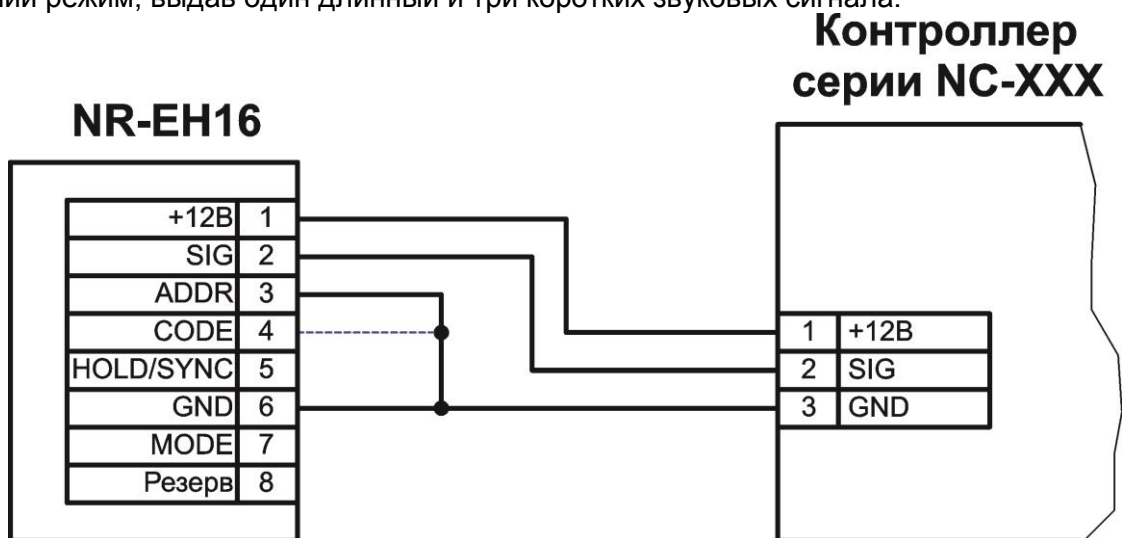 ий режим, выдав один длинный и три коротких звуковых сигнала.
Контроллер
серии NC-XXX
NR-EH16
+12В 1
SIG 2
ADDR 3
CODE 4
HOLD/SYNC 5
GND 6
MODE 7
Резерв 8
1 +12В
2 SIG
3 GND